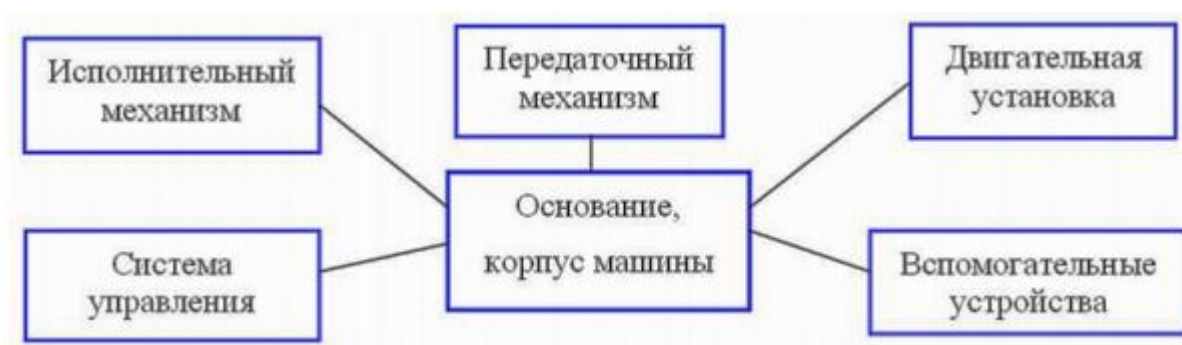 Исполнительный
механизм
Передаточный
механизм
Двигательная
установка
Основание,
корпус машины
Система
управления
Вспомогательные
устройства